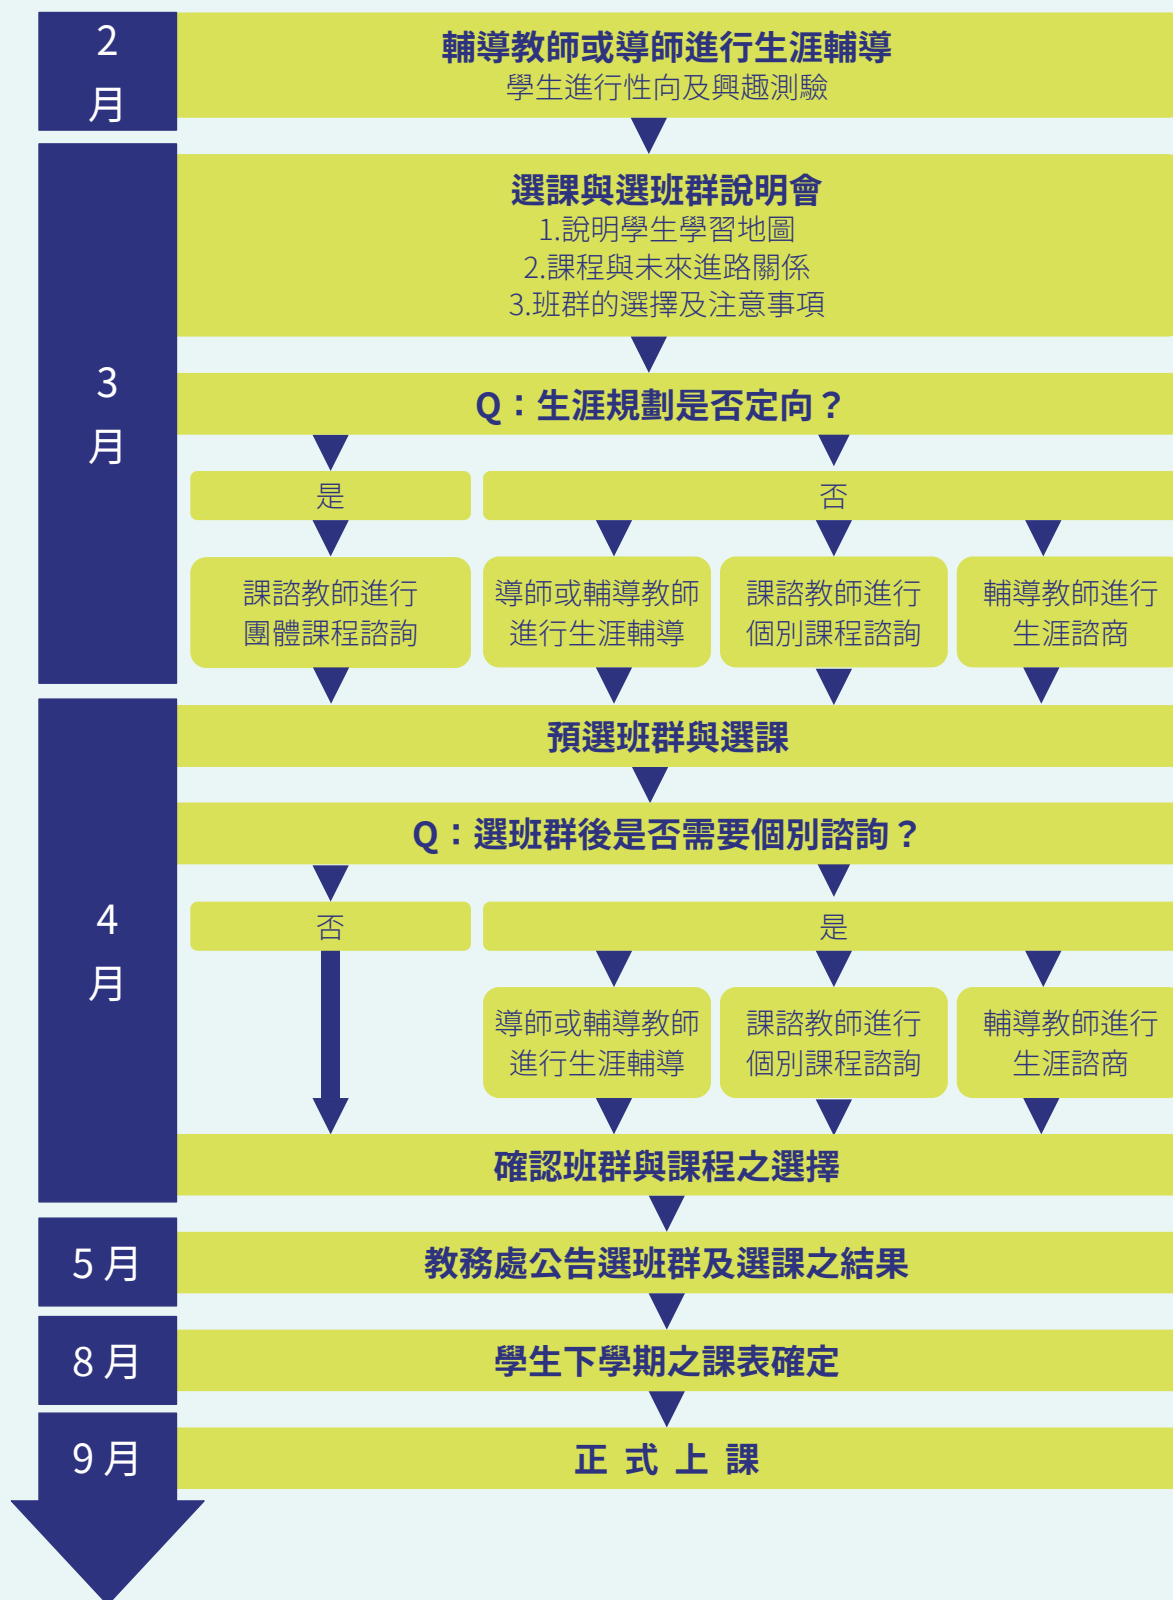 2
月
輔導教師或導師進行生涯輔導
學生進行性向及興趣測驗
3
月
選課與選班群說明會
1.說明學生學習地圖
2.課程與未來進路關係
3.班群的選擇及注意事項
Q：生涯規劃是否定向？
是
否
課諮教師進行
團體課程諮詢
導師或輔導教師
進行生涯輔導
課諮教師進行
個別課程諮詢
輔導教師進行
生涯諮商
4
月
預選班群與選課
Q：選班群後是否需要個別諮詢？
否
是
導師或輔導教師
進行生涯輔導
課諮教師進行
個別課程諮詢
輔導教師進行
生涯諮商
確認班群與課程之選擇
5 月
教務處公告選班群及選課之結果
8 月
學生下學期之課表確定
9 月
正 式 上 課